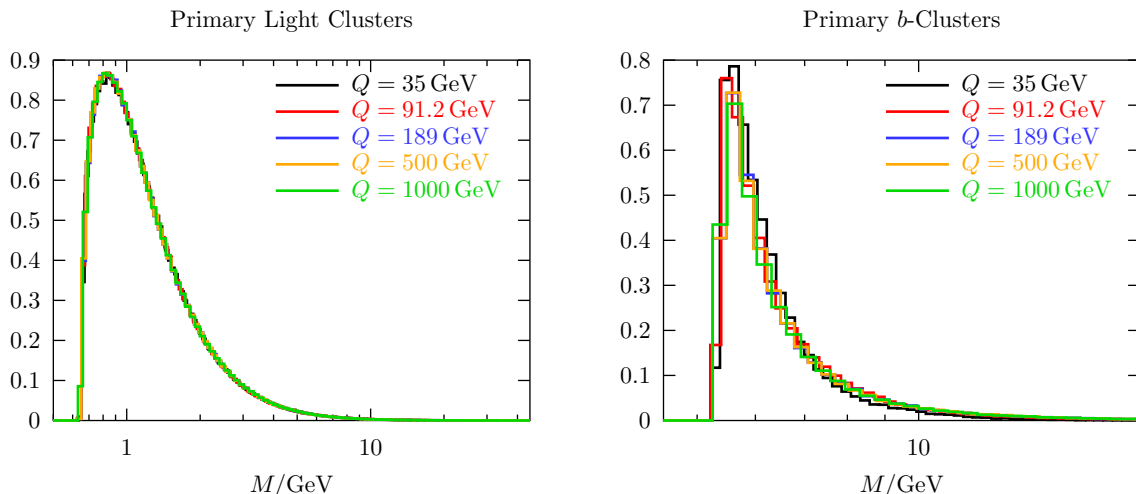 Primary Light Clusters
0.9
0.8
0.7
0.6
0.5
0.4
0.3
0.2
0.1
0
1
10
M/GeV
Q = 35 GeV
Q = 91.2 GeV
Q = 189 GeV
Q = 500 GeV
Q = 1000 GeV
Primary b-Clusters
0.8
0.7
0.6
0.5
0.4
0.3
0.2
0.1
0
10
M/GeV
Q = 35 GeV
Q = 91.2 GeV
Q = 189 GeV
Q = 500 GeV
Q = 1000 GeV